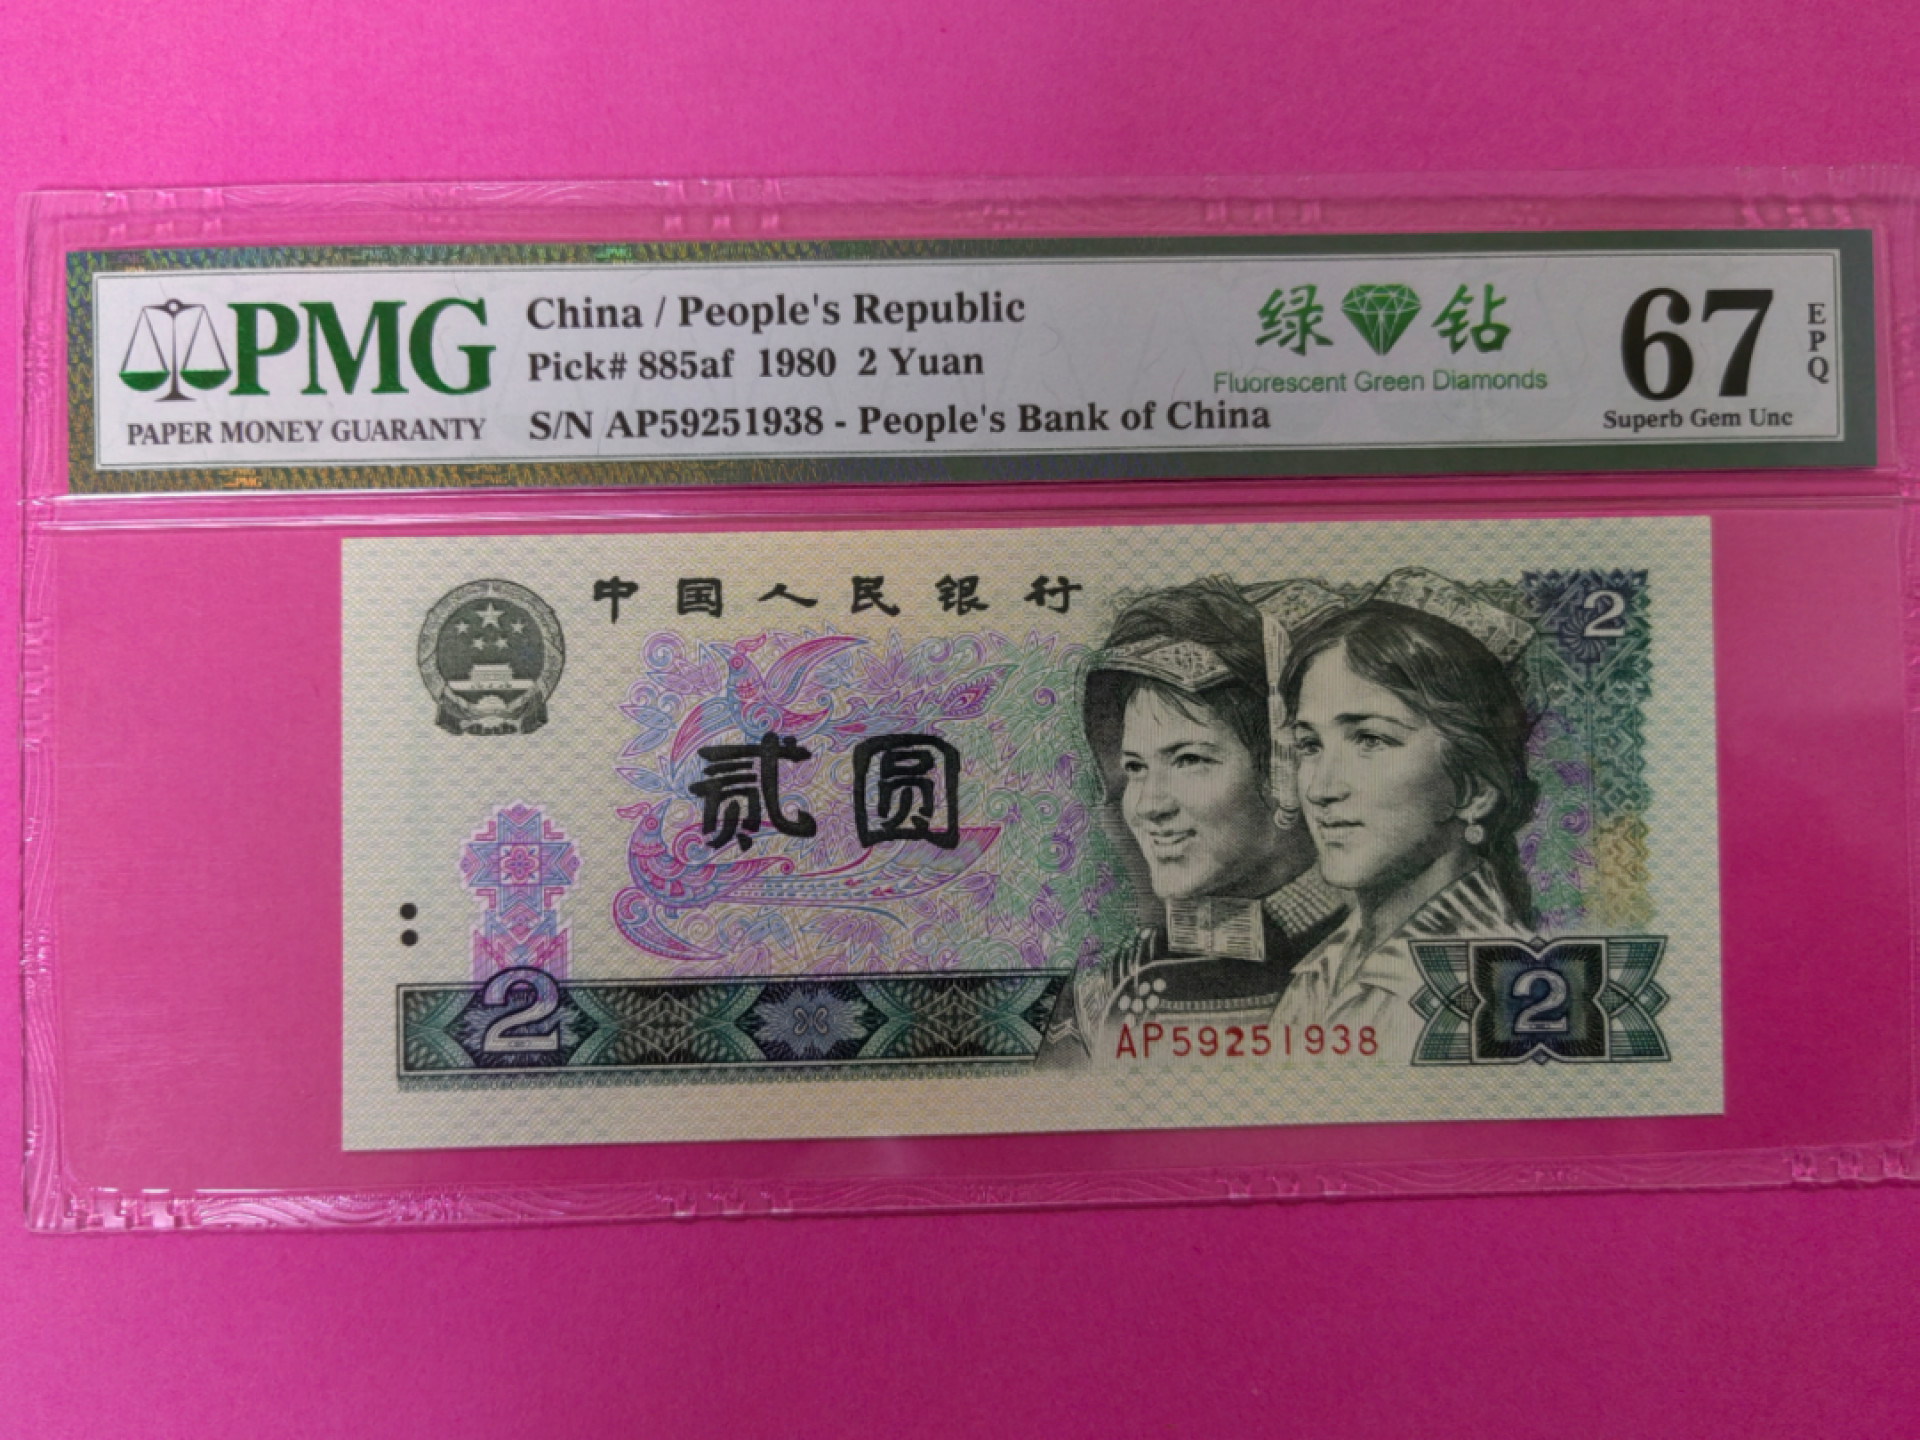 PMG
PAPER MONEY GUARANTY
China / People's Republic
Pick# 885af 1980 2 Yuan
S/N AP59251938 - People's Bank of China
绿 钻
Fluorescent Green Diamonds
67
EPQ
Superb Gem Unc
中国人民银行
2
贰圆
2
AP59251938
2